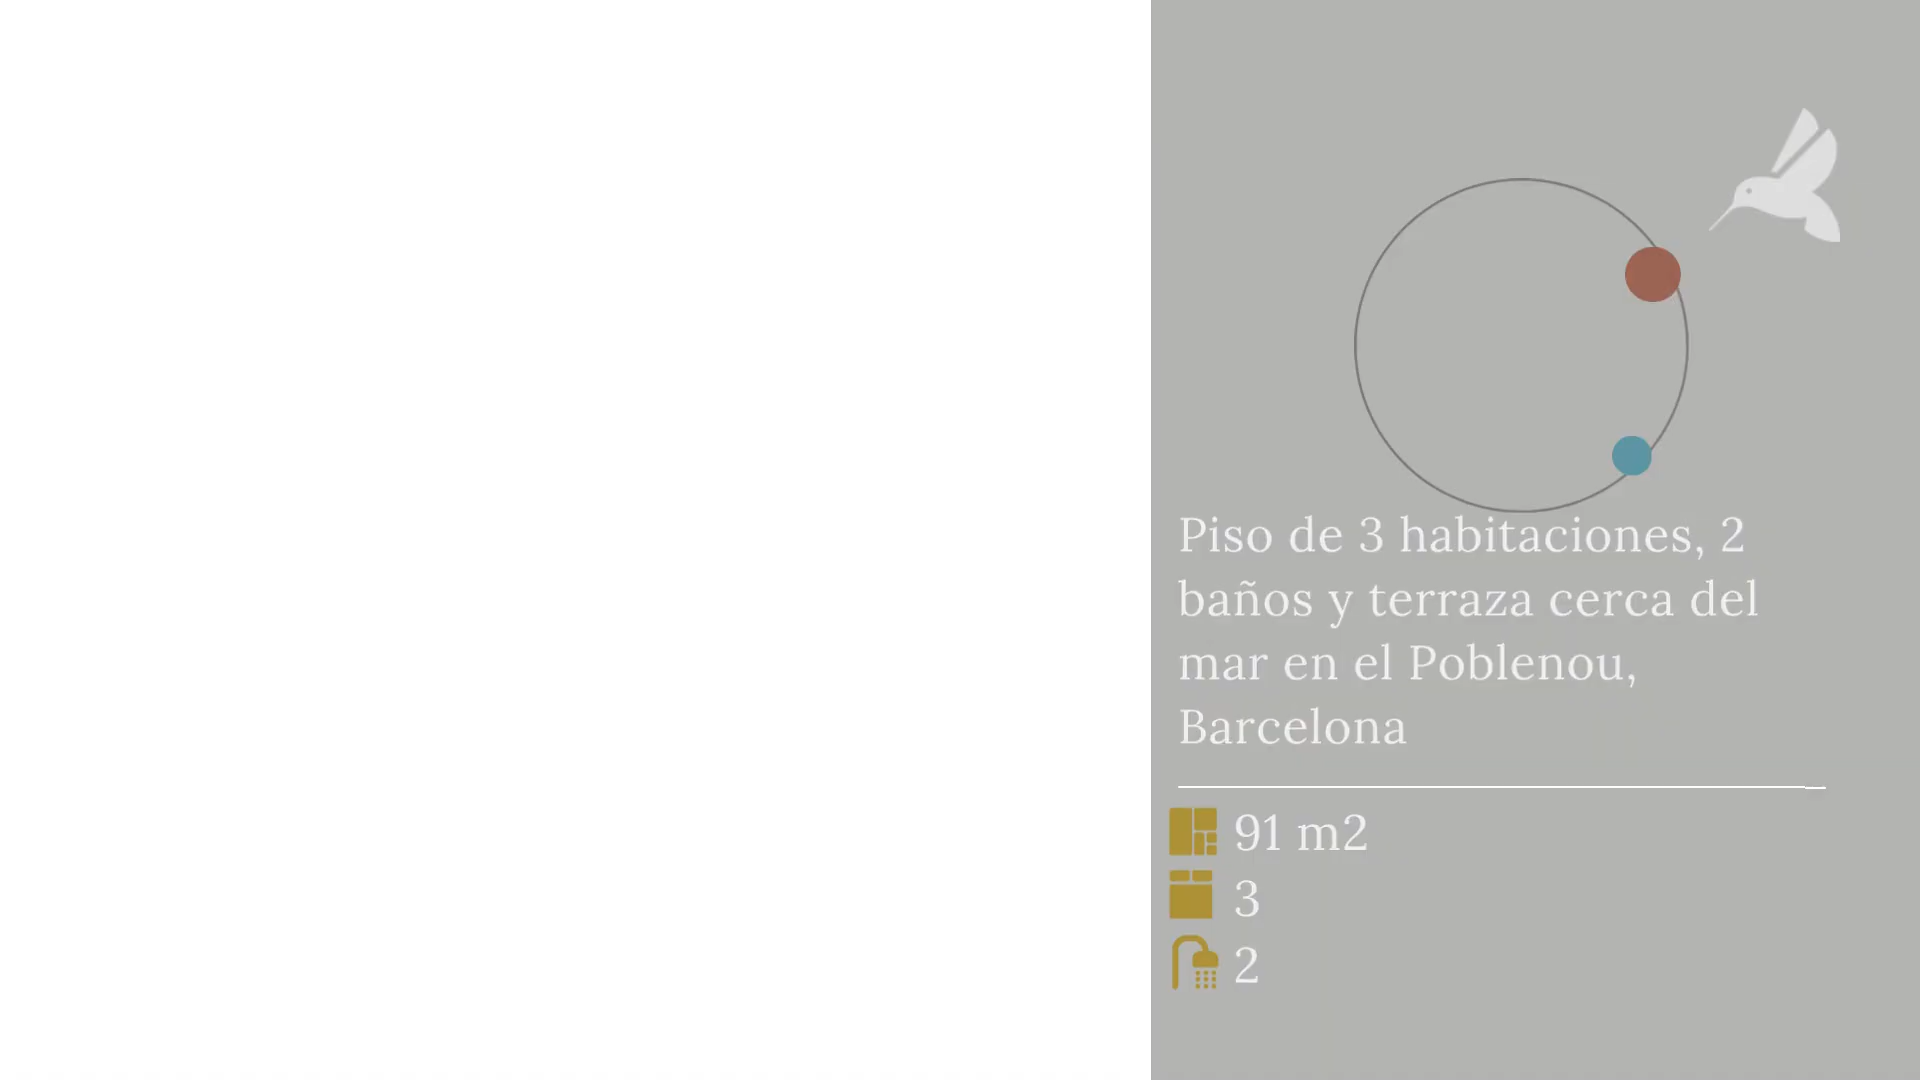 Piso de 3 habitaciones, 2
baños y terraza cerca del
mar en el Poblenou,
Barcelona
91 m2
3
2